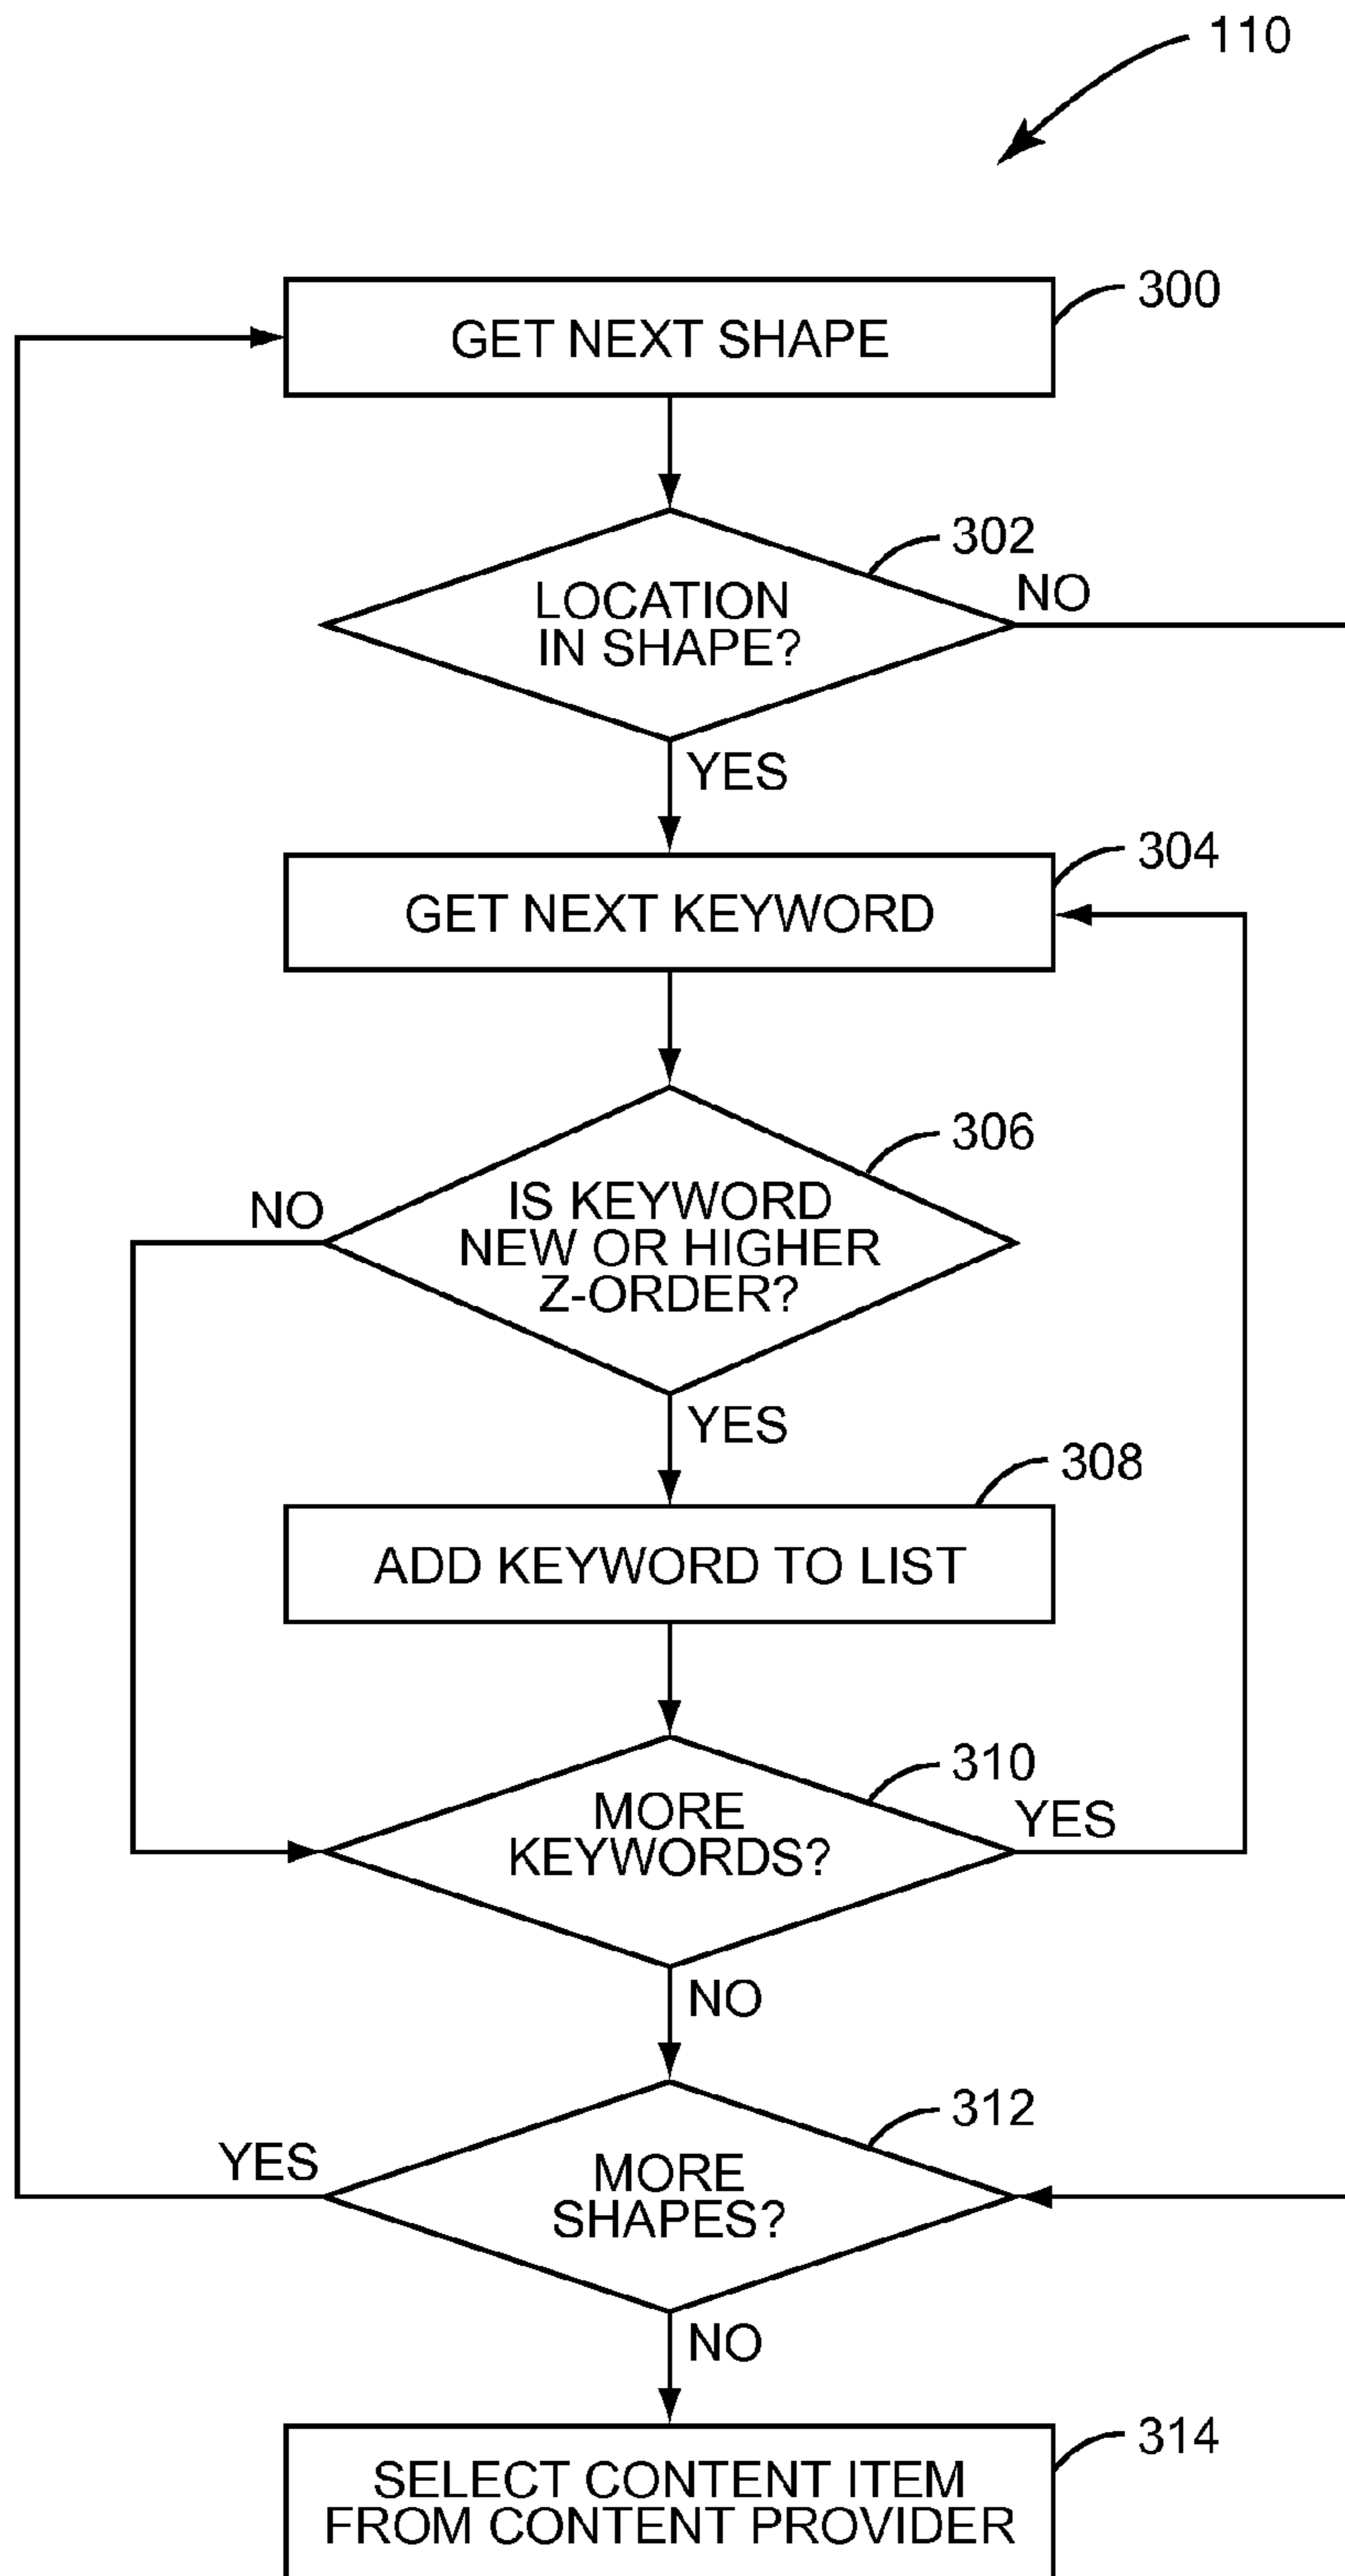 110
300
GET NEXT SHAPE
302
LOCATION
IN SHAPE?
NO
YES
304
GET NEXT KEYWORD
306
IS KEYWORD
NEW OR HIGHER
Z-ORDER?
NO
YES
308
ADD KEYWORD TO LIST
310
MORE
KEYWORDS?
YES
NO
312
MORE
SHAPES?
YES
NO
314
SELECT CONTENT ITEM
FROM CONTENT PROVIDER